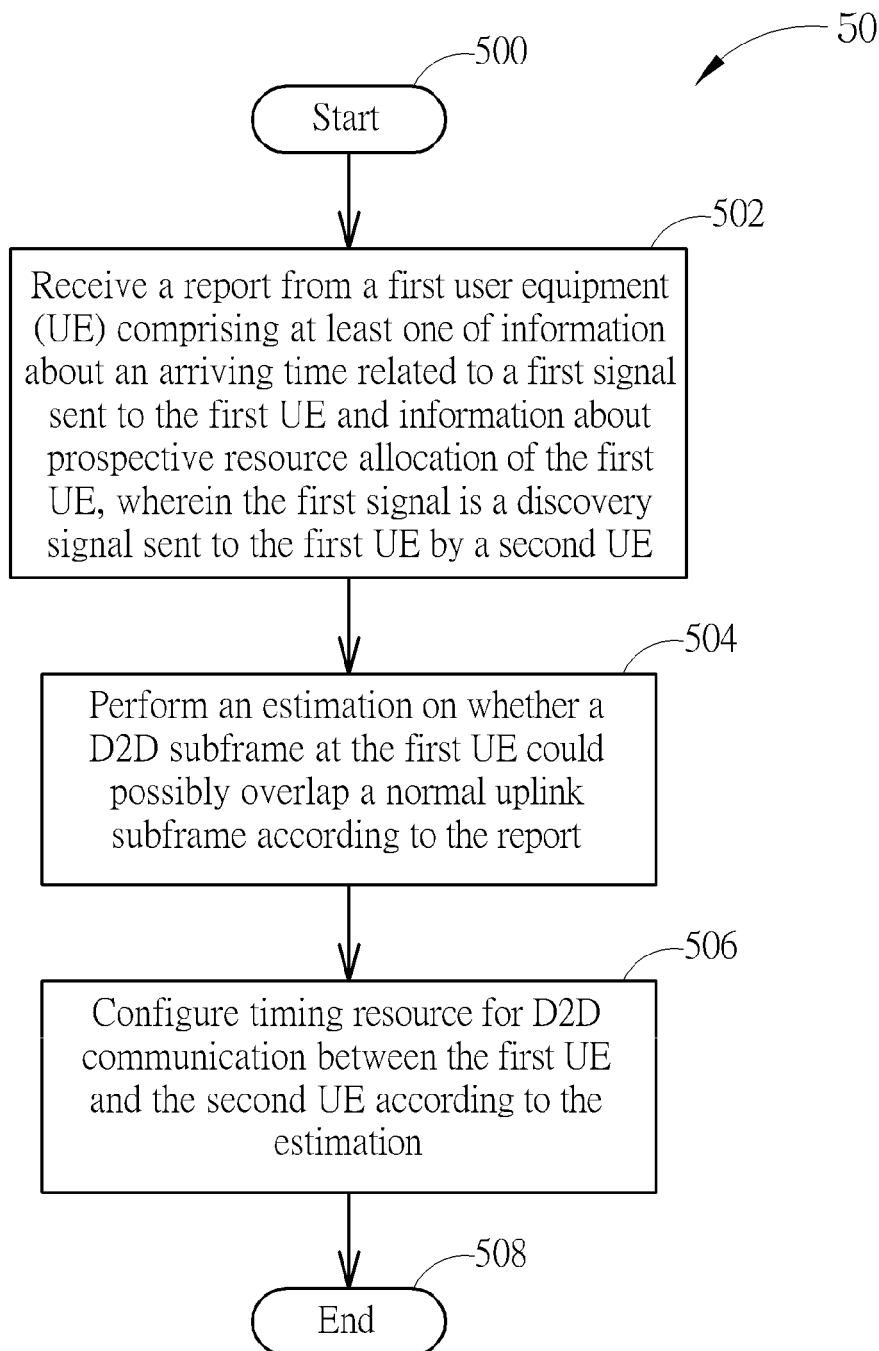 50
500
Start
502
Receive a report from a first user equipment
(UE) comprising at least one of information
about an arriving time related to a first signal
sent to the first UE and information about
prospective resource allocation of the first
UE, wherein the first signal is a discovery
signal sent to the first UE by a second UE
504
Perform an estimation on whether a
D2D subframe at the first UE could
possibly overlap a normal uplink
subframe according to the report
506
Configure timing resource for D2D
communication between the first UE
and the second UE according to the
estimation
508
End